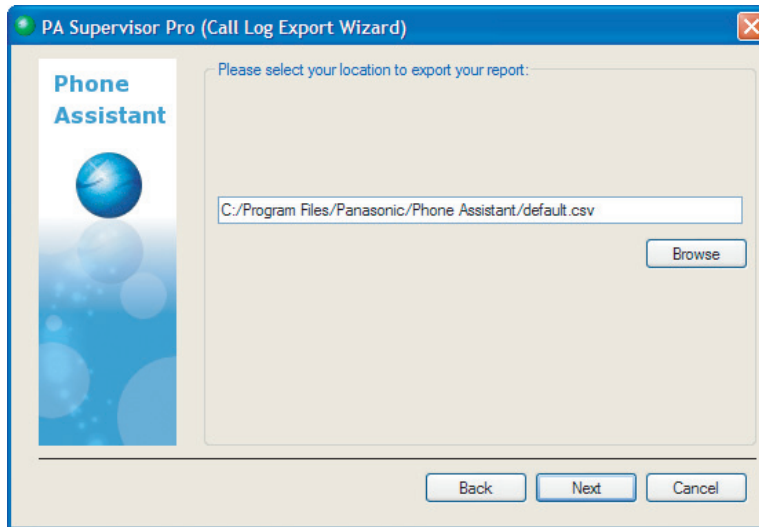 PA Supervisor Pro (Call Log Export Wizard)
Phone
Assistant
Please select your location to export your report:
C:/Program Files/Panasonic/Phone Assistant/default.csv
Browse
Back
Next
Cancel